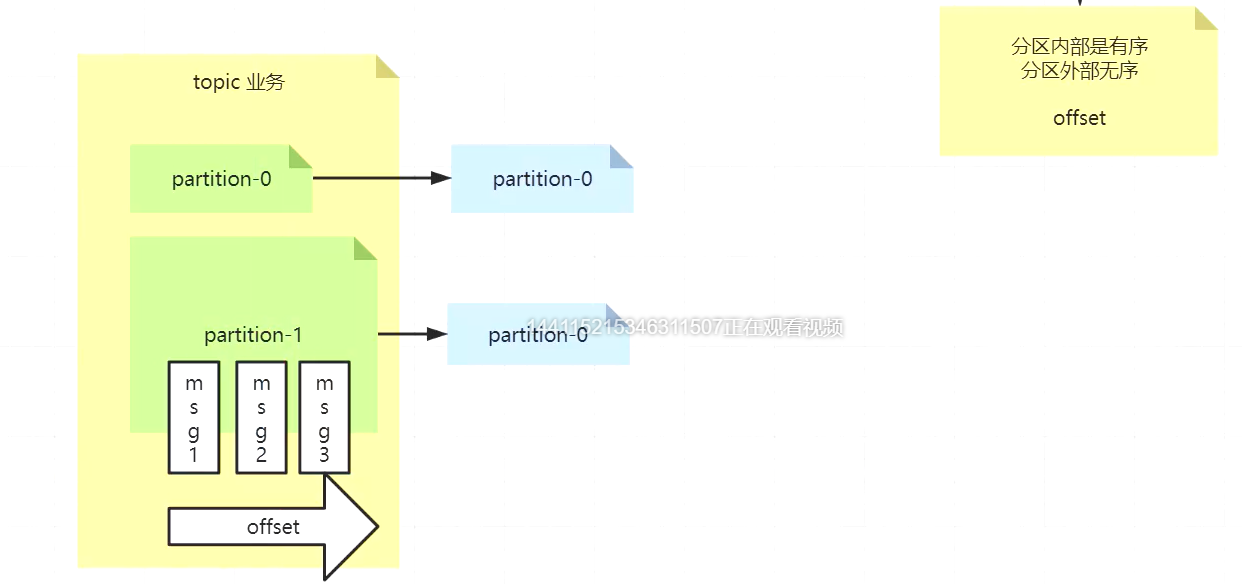 分区内部是有序
分区外部无序
offset
topic 业务
partition-0
partition-0
partition-1
partition-0
144115215346311507正在观看视频
msg1
msg2
msg3
offset